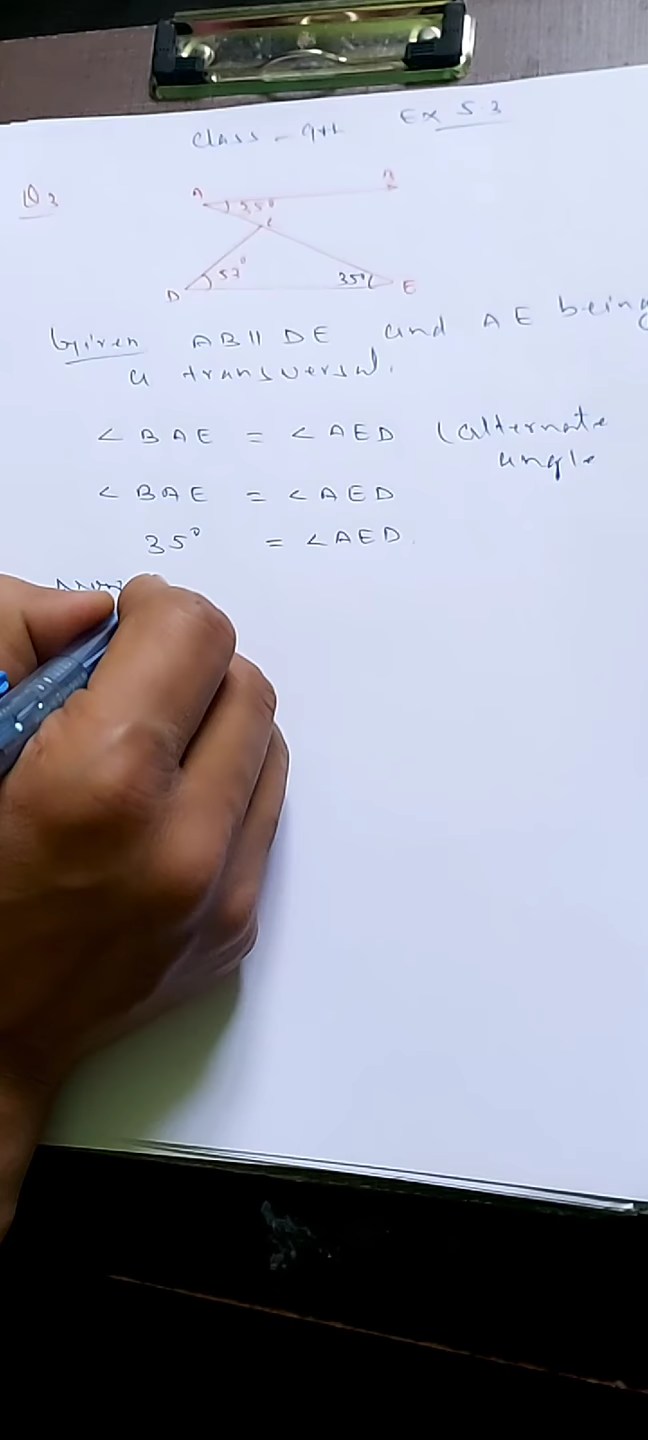 Class - 9th Ex 5.3
Q3
A B
35°
C
53°
35°
D E
Given AB || DE and AE being
a transversal.
∠BAE = ∠AED (alternate
angle
∠BAE = ∠AED
35° = ∠AED.